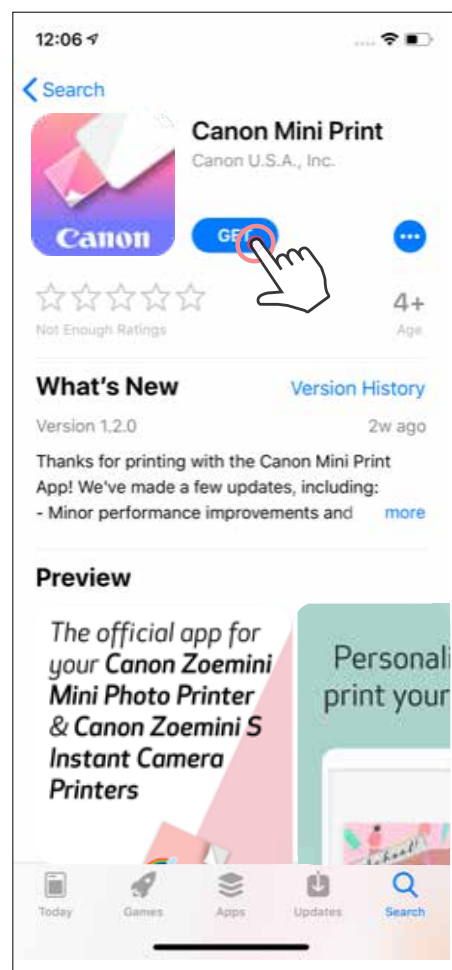 12:06
Search
Canon Mini Print
Canon U.S.A., Inc.
Canon
GET
Not Enough Ratings
4+
Age
What's New
Version History
Version 1.2.0
2w ago
Thanks for printing with the Canon Mini Print
App! We've made a few updates, including:
- Minor performance improvements and more
Preview
The official app for
your Canon Zoemini
Mini Photo Printer
& Canon Zoemini S
Instant Camera
Printers
Personali
print your
Today
Games
Apps
Updates
Search